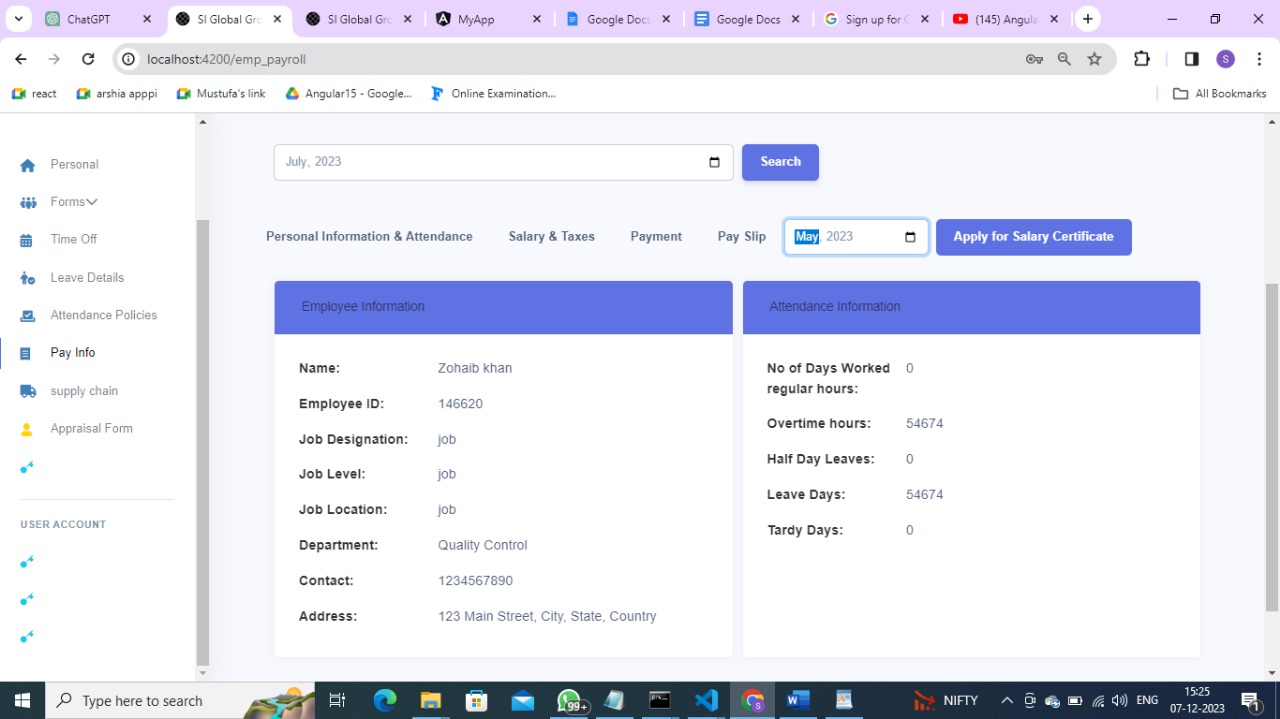 ChatGPT
SI Global Gro
SI Global Gro
MyApp
Google Docs
Google Docs
Sign up for G
(145) Angula
localhost:4200/emp_payroll
react
arshia apppi
Mustufa's link
Angular15 - Google...
Online Examination...
All Bookmarks
S
Personal
Forms
Time Off
Leave Details
Attendance Policies
Pay Info
supply chain
Appraisal Form
USER ACCOUNT
July, 2023
Search
Personal Information & Attendance
Salary & Taxes
Payment
Pay Slip
May, 2023
Apply for Salary Certificate
Employee Information
Name: Zohaib khan
Employee ID: 146620
Job Designation: job
Job Level: job
Job Location: job
Department: Quality Control
Contact: 1234567890
Address: 123 Main Street, City, State, Country
Attendance Information
No of Days Worked 0
regular hours:
Overtime hours: 54674
Half Day Leaves: 0
Leave Days: 54674
Tardy Days: 0
Type here to search
99+
NIFTY
ENG
15:25
07-12-2023
1